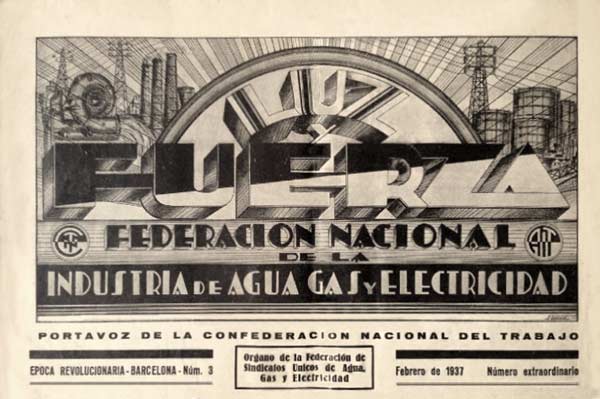 LUZ
Y
FUERZA
CNT
FEDERACION NACIONAL
AIT
DE LA
INDUSTRIA DE AGUA GAS Y ELECTRICIDAD
PORTAVOZ DE LA CONFEDERACION NACIONAL DEL TRABAJO
EPOCA REVOLUCIONARIA - BARCELONA - Núm. 3
Organo de la Federación de
Sindicatos Unicos de Agua,
Gas y Electricidad
Febrero de 1937 Número extraordinario